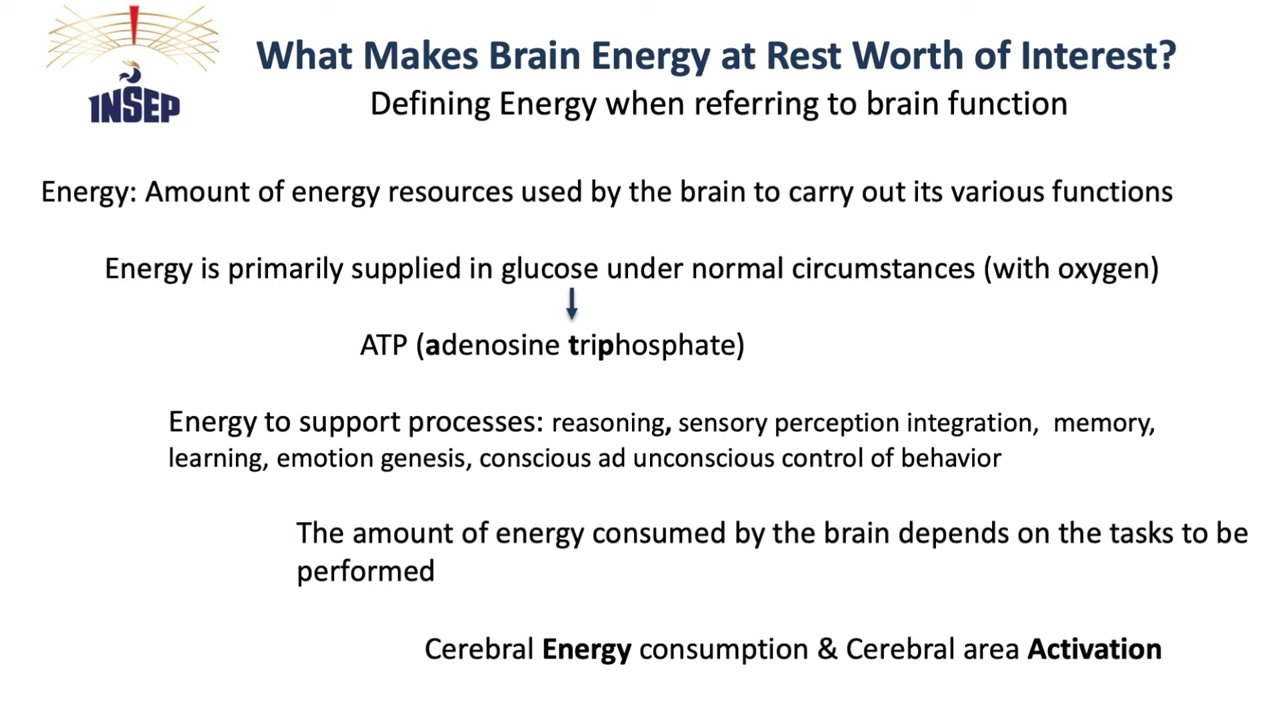 INSEP
What Makes Brain Energy at Rest Worth of Interest?
Defining Energy when referring to brain function
Energy: Amount of energy resources used by the brain to carry out its various functions
Energy is primarily supplied in glucose under normal circumstances (with oxygen)
ATP (adenosine triphosphate)
Energy to support processes: reasoning, sensory perception integration, memory,
learning, emotion genesis, conscious ad unconscious control of behavior
The amount of energy consumed by the brain depends on the tasks to be
performed
Cerebral Energy consumption & Cerebral area Activation